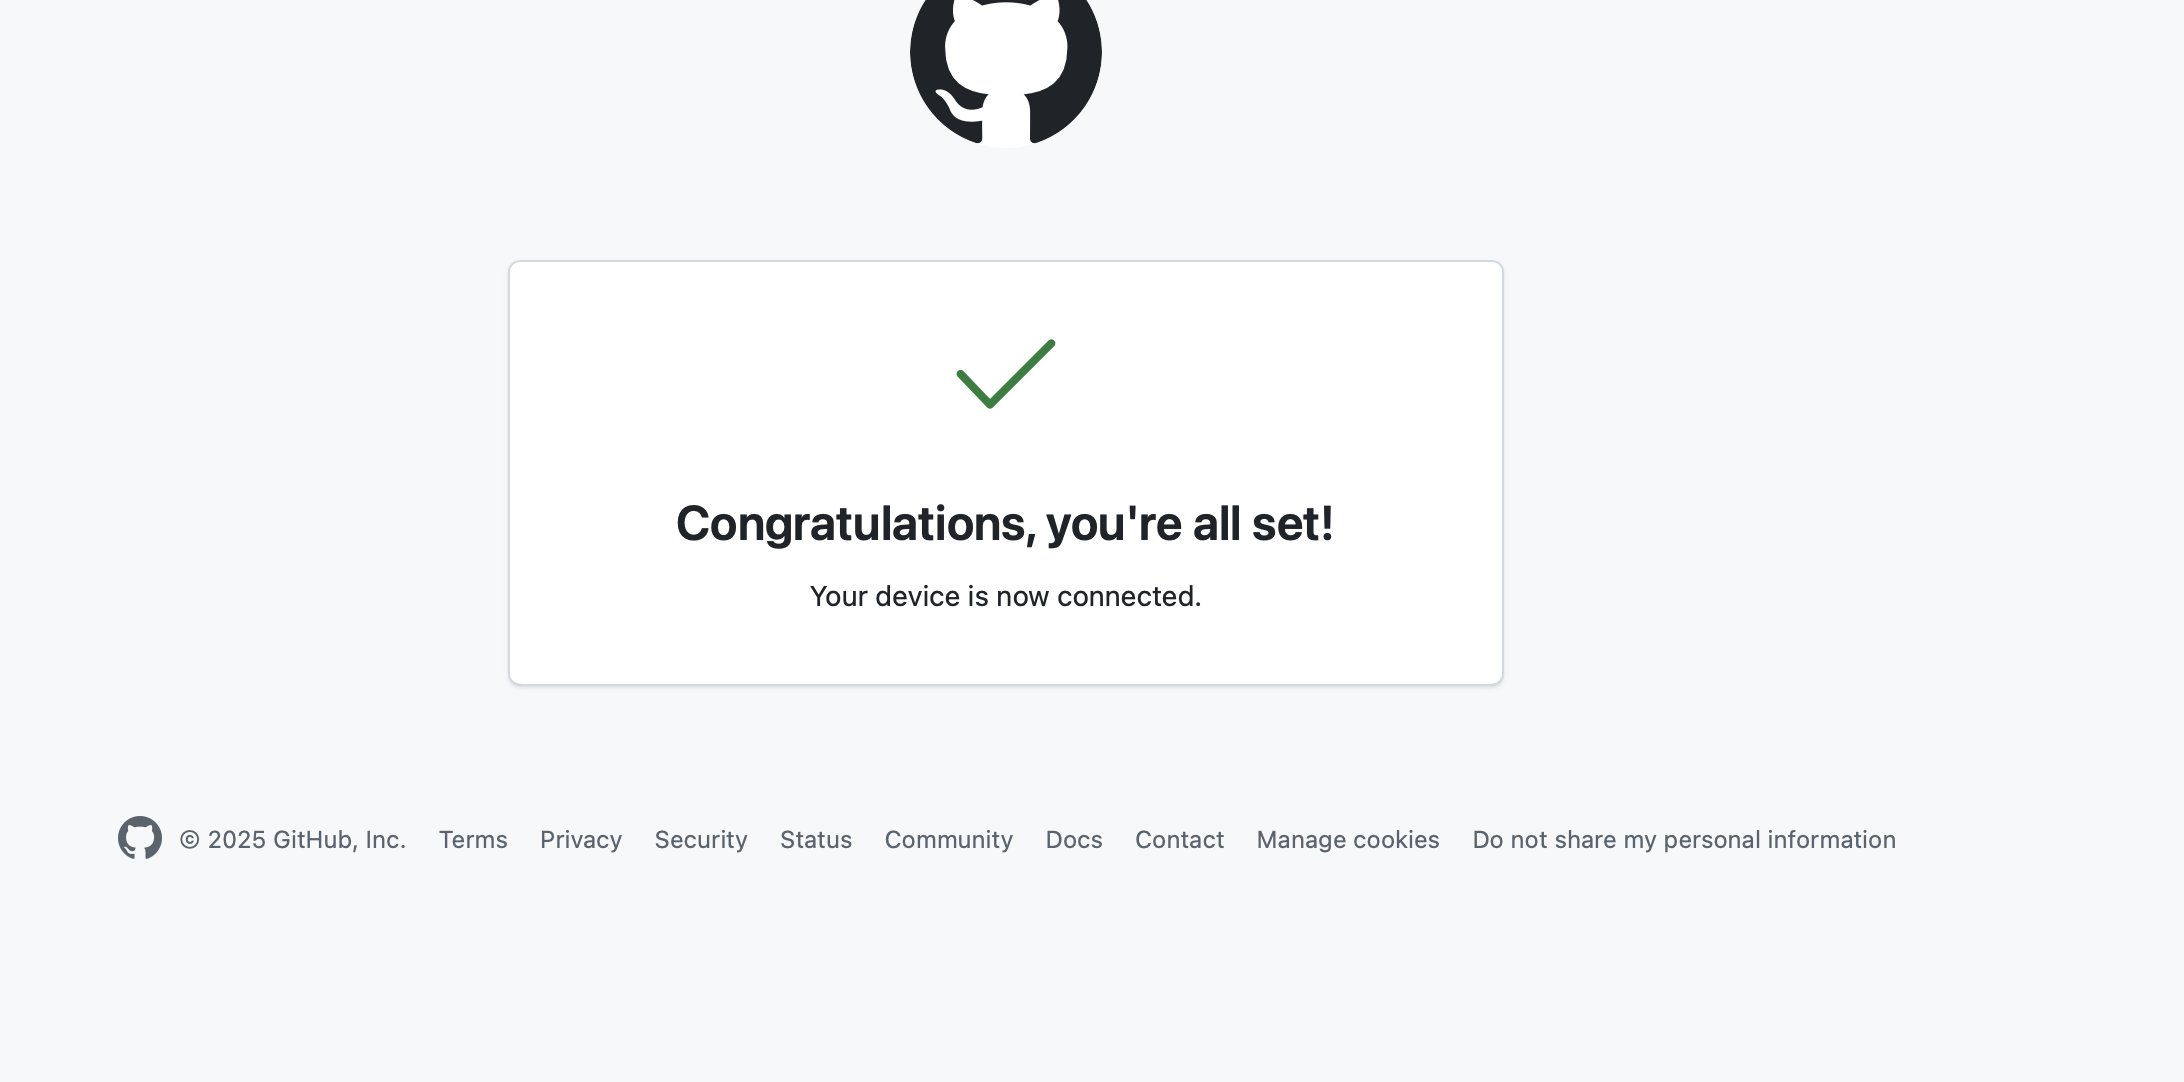 Congratulations, you're all set!
Your device is now connected.
© 2025 GitHub, Inc. Terms Privacy Security Status Community Docs Contact Manage cookies Do not share my personal information